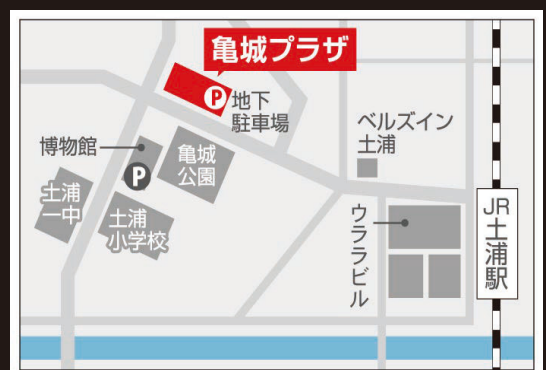 亀城プラザ
P
地下
駐車場
博物館
P
亀城
公園
土浦
一中
土浦
小学校
ベルズイン
土浦
ウララビル
JR土浦駅